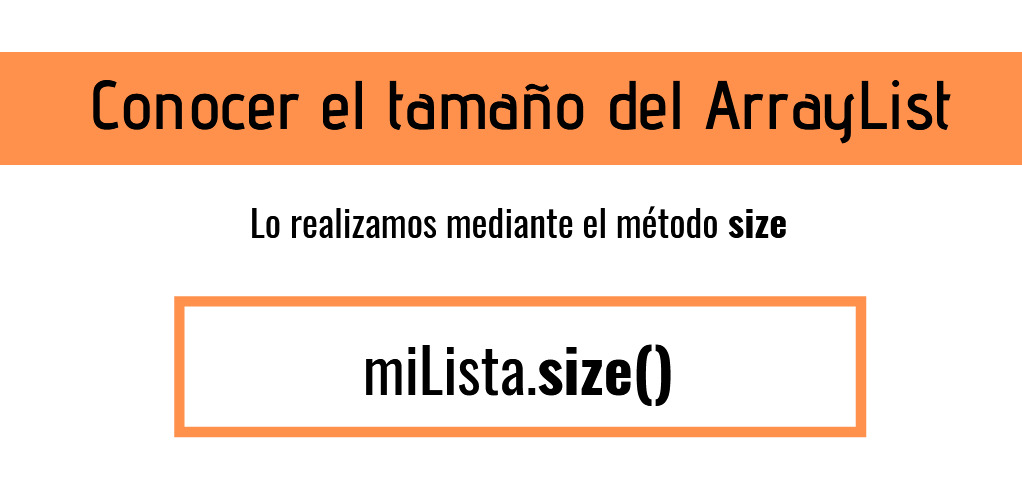 Conocer el tamaño del ArrayList
Lo realizamos mediante el método size
miLista.size()